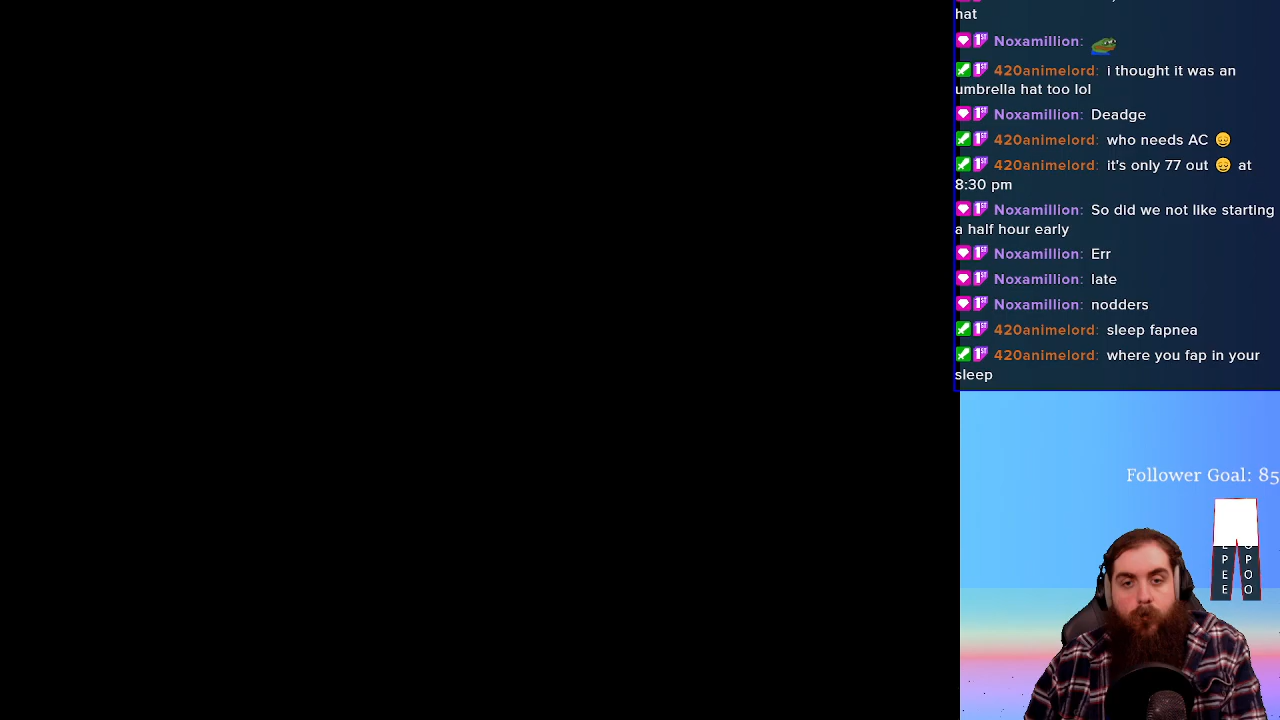 hat
Noxamillion:
420animelord: i thought it was an
umbrella hat too lol
Noxamillion: Deadge
420animelord: who needs AC 😔
420animelord: it's only 77 out 😔 at
8:30 pm
Noxamillion: So did we not like starting
a half hour early
Noxamillion: Err
Noxamillion: late
Noxamillion: nodders
420animelord: sleep fapnea
420animelord: where you fap in your
sleep
Follower Goal: 85
P O
E O
E O